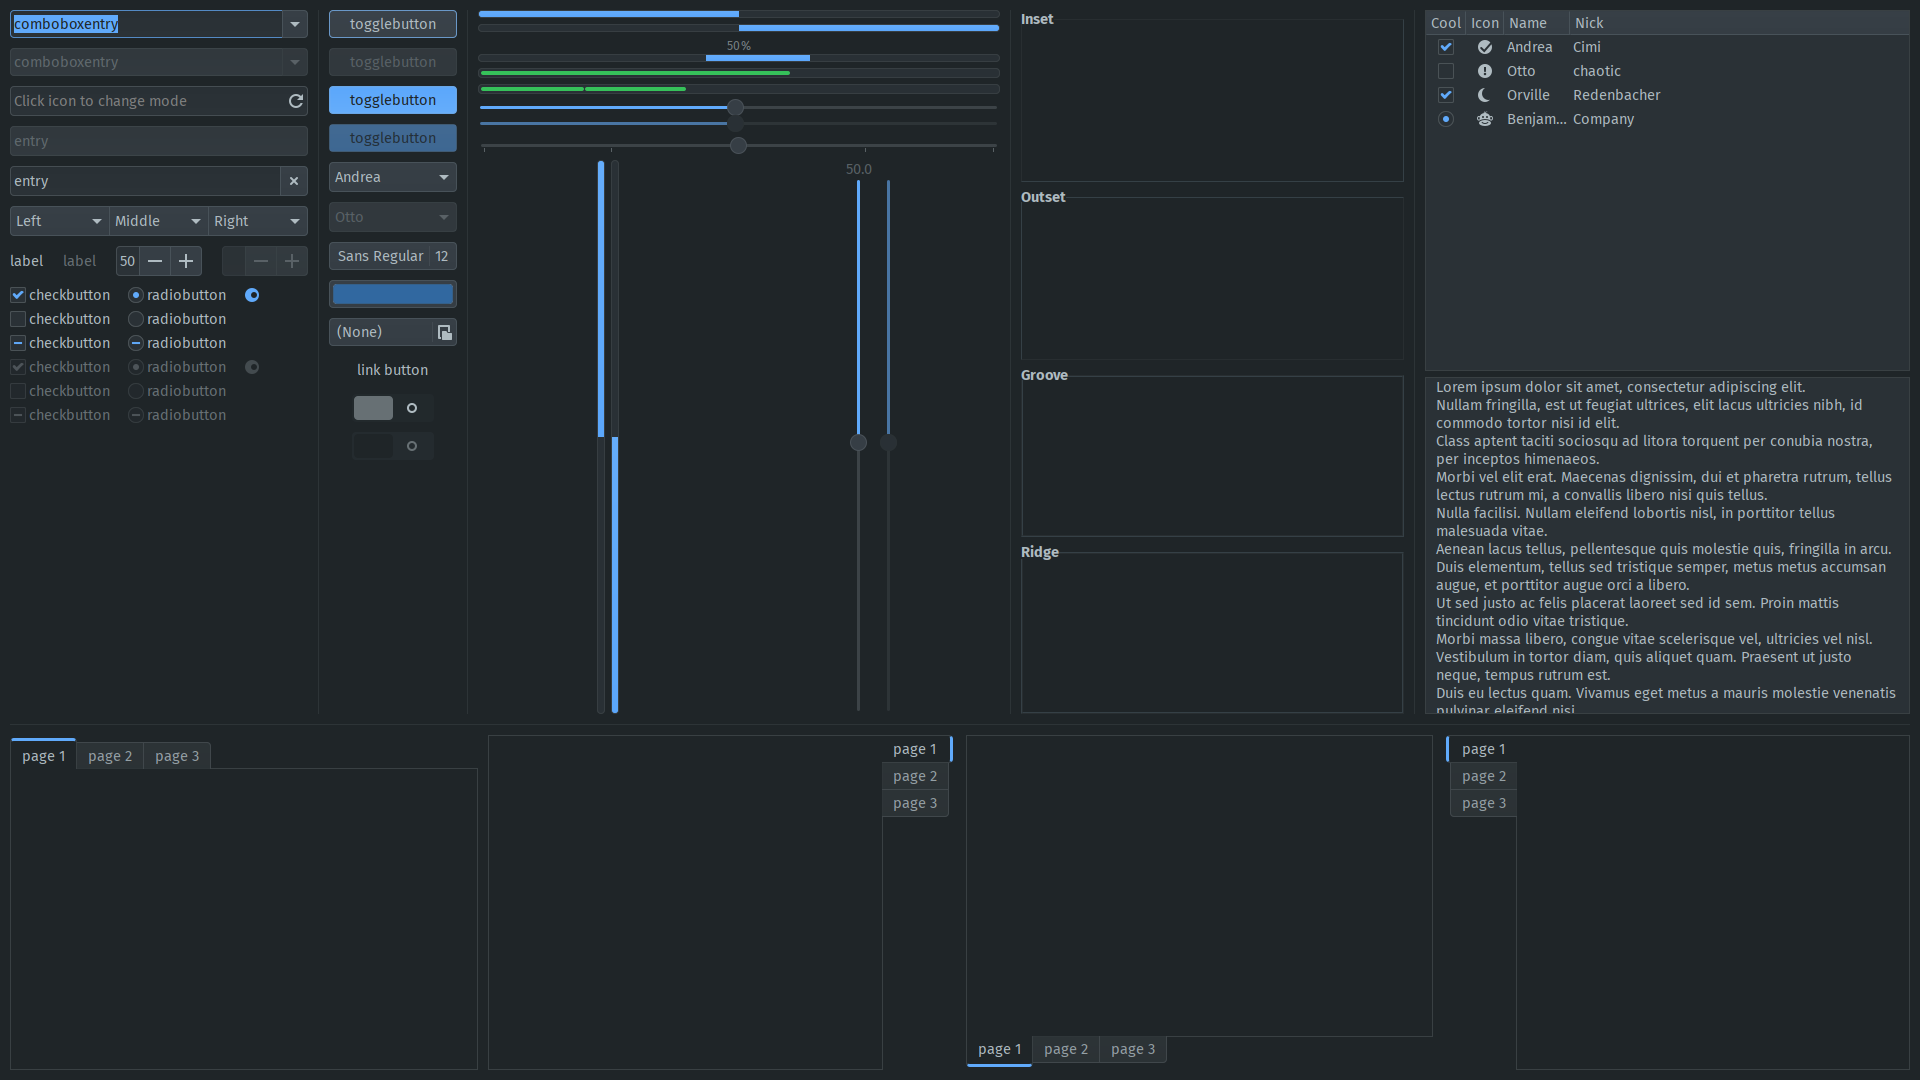 comboboxentry
comboboxentry
Click icon to change mode
entry
entry
Left Middle Right
label label 50
checkbutton radiobutton
checkbutton radiobutton
checkbutton radiobutton
checkbutton radiobutton
checkbutton radiobutton
checkbutton radiobutton
togglebutton
togglebutton
togglebutton
togglebutton
Andrea
Otto
Sans Regular 12
(None)
link button
50 %
50.0
Inset
Outset
Groove
Ridge
Cool Icon Name Nick
Andrea Cimi
Otto chaotic
Orville Redenbacher
Benjam... Company
Lorem ipsum dolor sit amet, consectetur adipiscing elit.
Nullam fringilla, est ut feugiat ultrices, elit lacus ultricies nibh, id
commodo tortor nisi id elit.
Class aptent taciti sociosqu ad litora torquent per conubia nostra,
per inceptos himenaeos.
Morbi vel elit erat. Maecenas dignissim, dui et pharetra rutrum, tellus
lectus rutrum mi, a convallis libero nisi quis tellus.
Nulla facilisi. Nullam eleifend lobortis nisl, in porttitor tellus
malesuada vitae.
Aenean lacus tellus, pellentesque quis molestie quis, fringilla in arcu.
Duis elementum, tellus sed tristique semper, metus metus accumsan
augue, et porttitor augue orci a libero.
Ut sed justo ac felis placerat laoreet sed id sem. Proin mattis
tincidunt odio vitae tristique.
Morbi massa libero, congue vitae scelerisque vel, ultricies vel nisl.
Vestibulum in tortor diam, quis aliquet quam. Praesent ut justo
neque, tempus rutrum est.
Duis eu lectus quam. Vivamus eget metus a mauris molestie venenatis
pulvinar eleifend nisi.
page 1 page 2 page 3
page 1
page 2
page 3
page 1 page 2 page 3
page 1
page 2
page 3